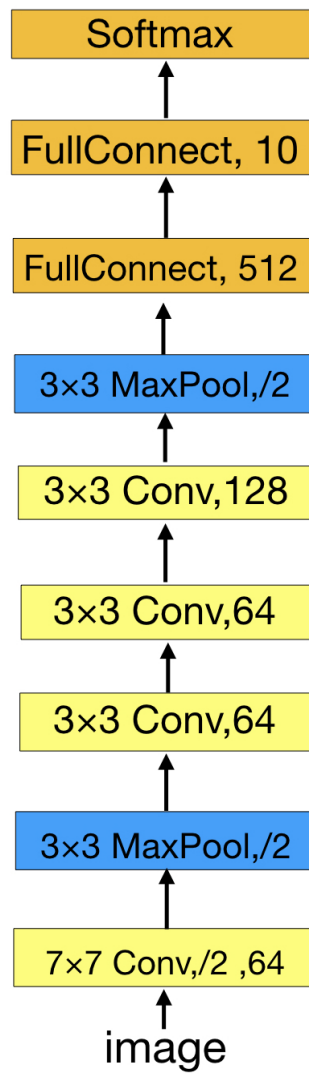 Softmax
FullConnect, 10
FullConnect, 512
3×3 MaxPool,/2
3×3 Conv,128
3×3 Conv,64
3×3 Conv,64
3×3 MaxPool,/2
7×7 Conv,/2 ,64
image